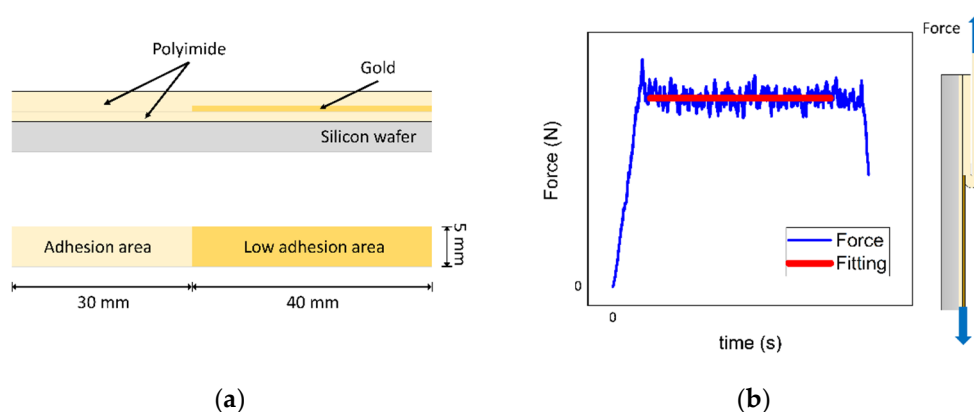 Polyimide
Gold
Silicon wafer
Adhesion area
Low adhesion area
5 mm
30 mm
40 mm
(a)
Force (N)
0
0
time (s)
Force
Fitting
Force
(b)